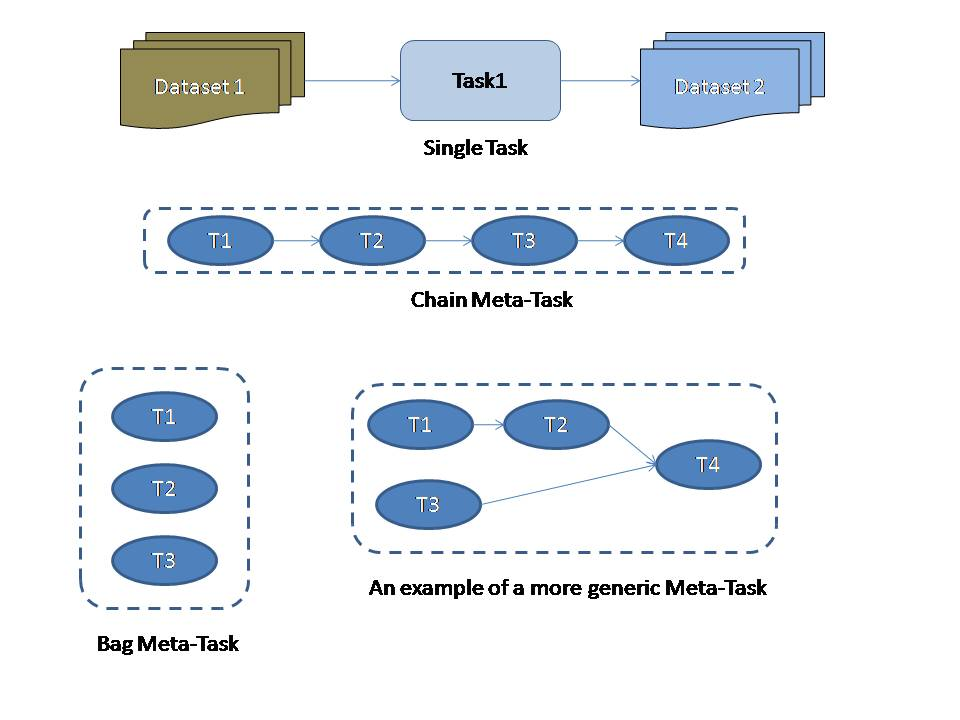 Dataset 1
Task1
Dataset 2
Single Task
T1
T2
T3
T4
Chain Meta-Task
T1
T2
T3
Bag Meta-Task
T1
T2
T3
T4
An example of a more generic Meta-Task